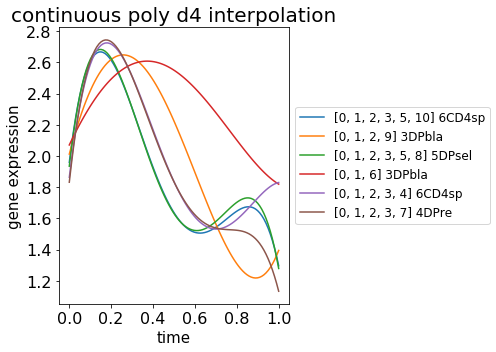 continuous poly d4 interpolation
gene expression
2.8
2.6
2.4
2.2
2.0
1.8
1.6
1.4
1.2
0.0 0.2 0.4 0.6 0.8 1.0
time
[0, 1, 2, 3, 5, 10] 6CD4sp
[0, 1, 2, 9] 3DPbla
[0, 1, 2, 3, 5, 8] 5DPsel
[0, 1, 6] 3DPbla
[0, 1, 2, 3, 4] 6CD4sp
[0, 1, 2, 3, 7] 4DPre